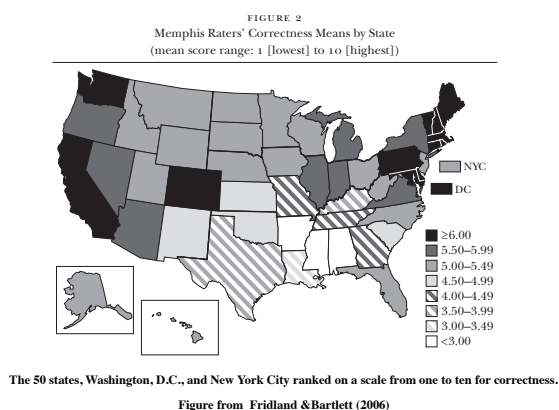 FIGURE 2
Memphis Raters' Correctness Means by State
(mean score range: 1 [lowest] to 10 [highest])
NYC
DC
≥6.00
5.50–5.99
5.00–5.49
4.50–4.99
4.00–4.49
3.50–3.99
3.00–3.49
<3.00
The 50 states, Washington, D.C., and New York City ranked on a scale from one to ten for correctness.
Figure from Fridland &Bartlett (2006)